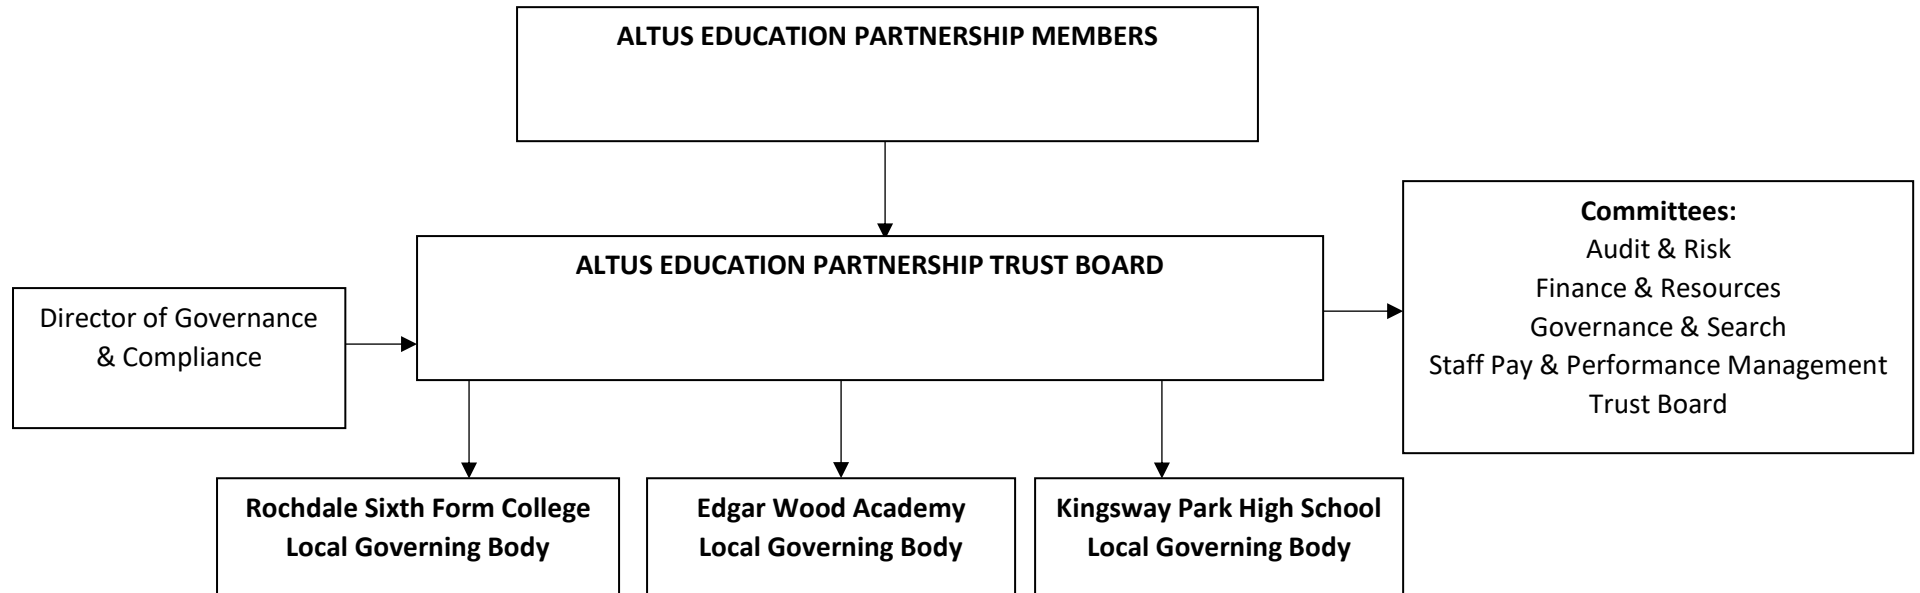 ALTUS EDUCATION PARTNERSHIP MEMBERS
ALTUS EDUCATION PARTNERSHIP TRUST BOARD
Director of Governance
& Compliance
Committees:
Audit & Risk
Finance & Resources
Governance & Search
Staff Pay & Performance Management
Trust Board
Rochdale Sixth Form College
Local Governing Body
Edgar Wood Academy
Local Governing Body
Kingsway Park High School
Local Governing Body